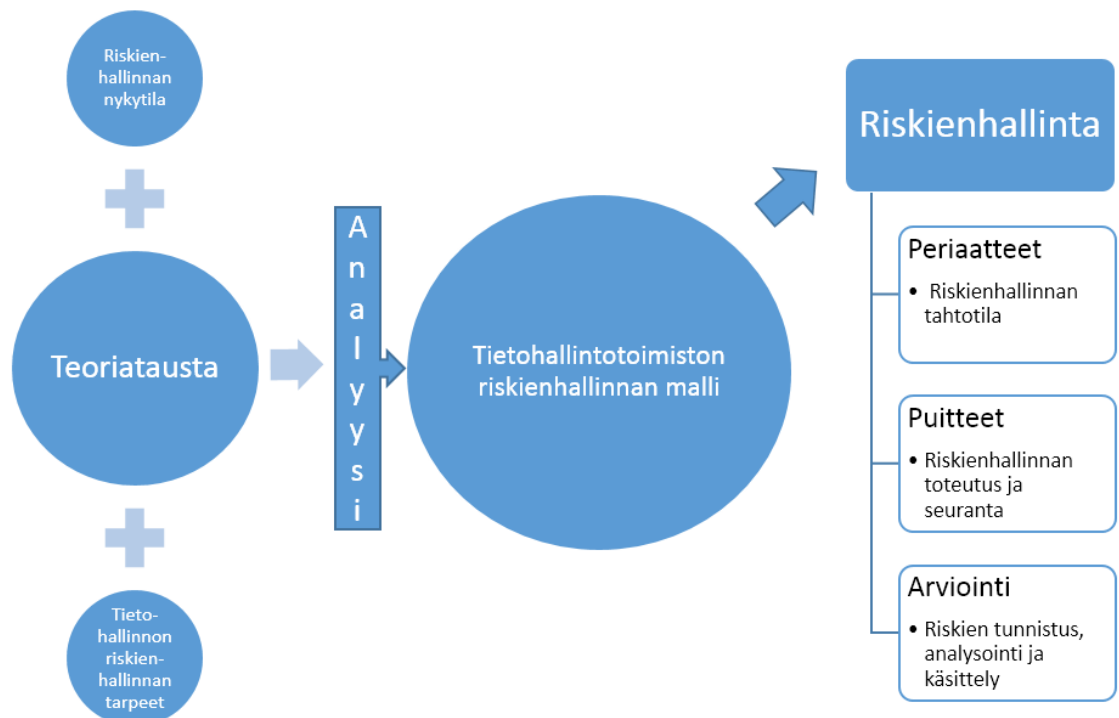 Riskien-
hallinnan
nykytila
Teoriatausta
Tieto-
hallinnon
riskien-
hallinnan
tarpeet
Analyysi
Tietohallintotoimiston
riskienhallinnan malli
Riskienhallinta
Periaatteet
• Riskienhallinnan
tahtotila
Puitteet
• Riskienhallinnan
toteutus ja
seuranta
Arviointi
• Riskien tunnistus,
analysointi ja
käsittely